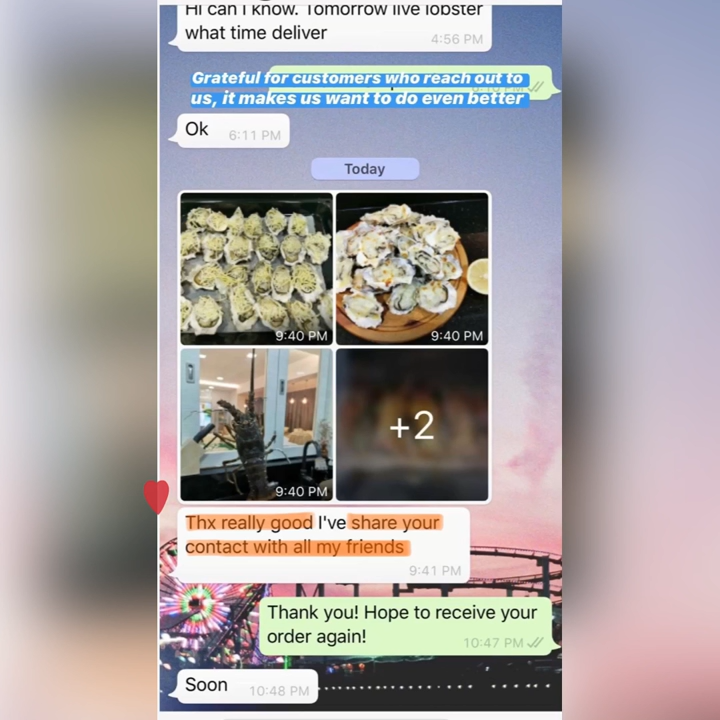 Hi can I know. Tomorrow live lobster
what time deliver
4:56 PM
Grateful for customers who reach out to
us, it makes us want to do even better
Ok
6:11 PM
Today
9:40 PM
9:40 PM
9:40 PM
+2
Thx really good I've share your
contact with all my friends
9:41 PM
Thank you! Hope to receive your
order again!
10:47 PM
Soon
10:48 PM